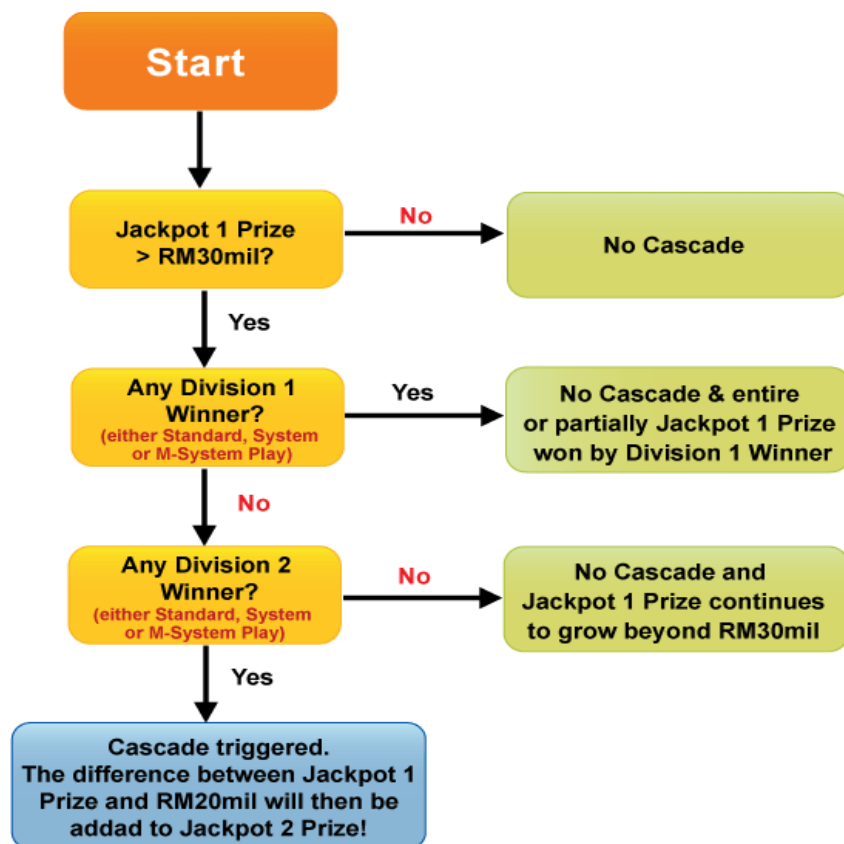 Start
Jackpot 1 Prize
> RM30mil?
No
No Cascade
Yes
Any Division 1
Winner?
(either Standard, System
or M-System Play)
Yes
No Cascade & entire
or partially Jackpot 1 Prize
won by Division 1 Winner
No
Any Division 2
Winner?
(either Standard, System
or M-System Play)
No
No Cascade and
Jackpot 1 Prize continues
to grow beyond RM30mil
Yes
Cascade triggered.
The difference between Jackpot 1
Prize and RM20mil will then be
addad to Jackpot 2 Prize!